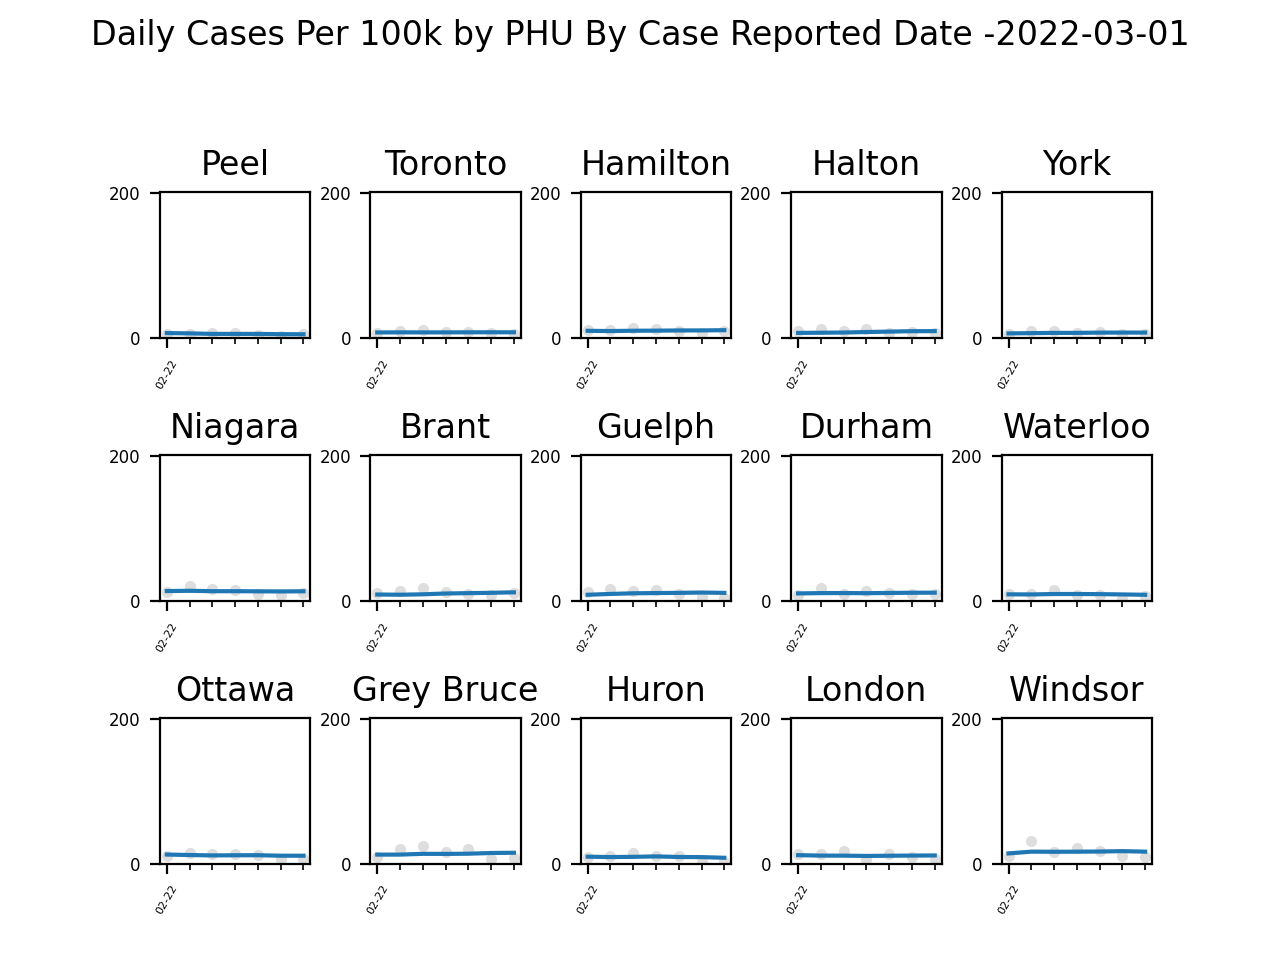 Daily Cases Per 100k by PHU By Case Reported Date -2022-03-01
Peel Toronto Hamilton Halton York
200 200 200 200 200
0 0 0 0 0
02-22 02-22 02-22 02-22 02-22
Niagara Brant Guelph Durham Waterloo
200 200 200 200 200
0 0 0 0 0
02-22 02-22 02-22 02-22 02-22
Ottawa Grey Bruce Huron London Windsor
200 200 200 200 200
0 0 0 0 0
02-22 02-22 02-22 02-22 02-22